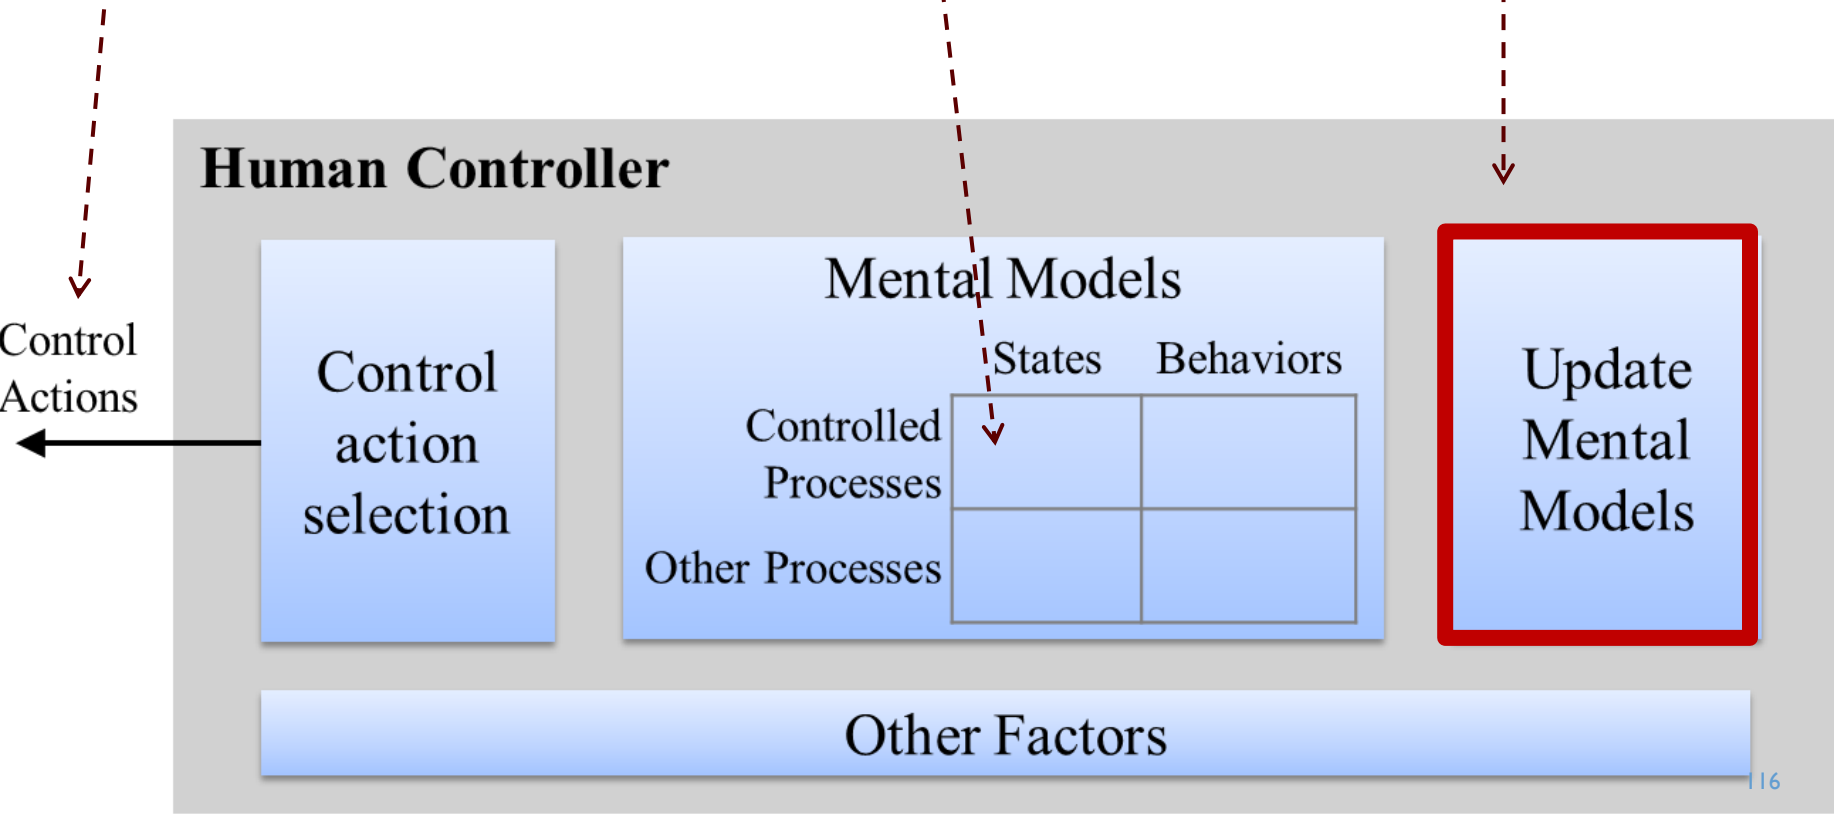 Human Controller
Control
Actions
Control
action
selection
Mental Models
States Behaviors
Controlled
Processes
Other Processes
Update
Mental
Models
Other Factors
116